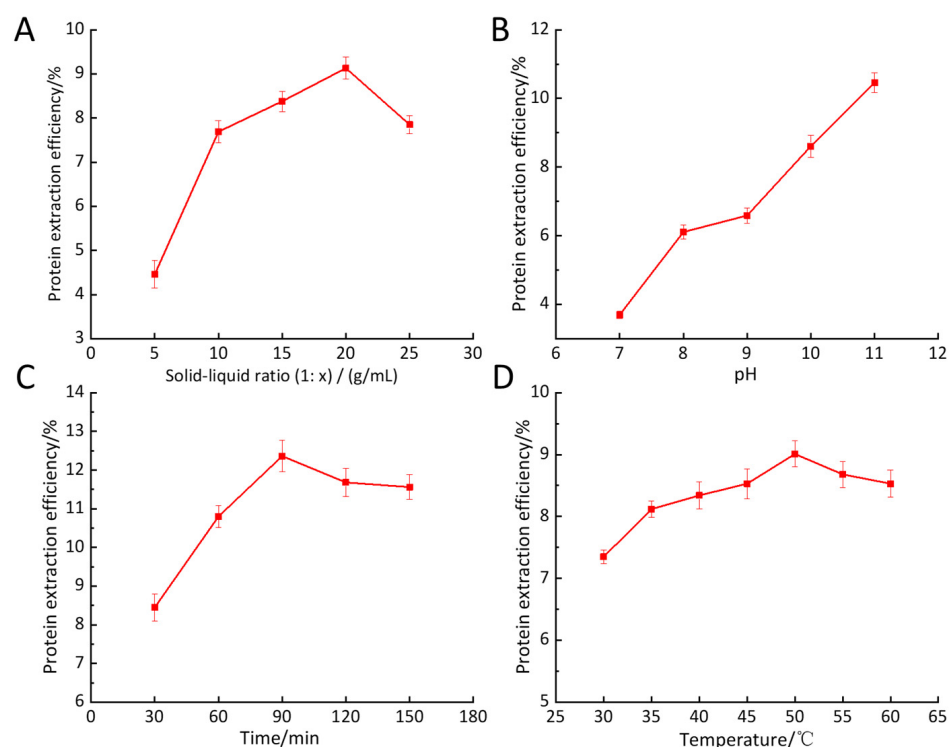 A
Protein extraction efficiency/%
10
9
8
7
6
5
4
3
0 5 10 15 20 25 30
Solid-liquid ratio (1: x) / (g/mL)
B
Protein extraction efficiency/%
12
10
8
6
4
6 7 8 9 10 11 12
pH
C
Protein extraction efficiency/%
14
13
12
11
10
9
8
7
6
0 30 60 90 120 150 180
Time/min
D
Protein extraction efficiency/%
10
9
8
7
6
5
25 30 35 40 45 50 55 60 65
Temperature/℃